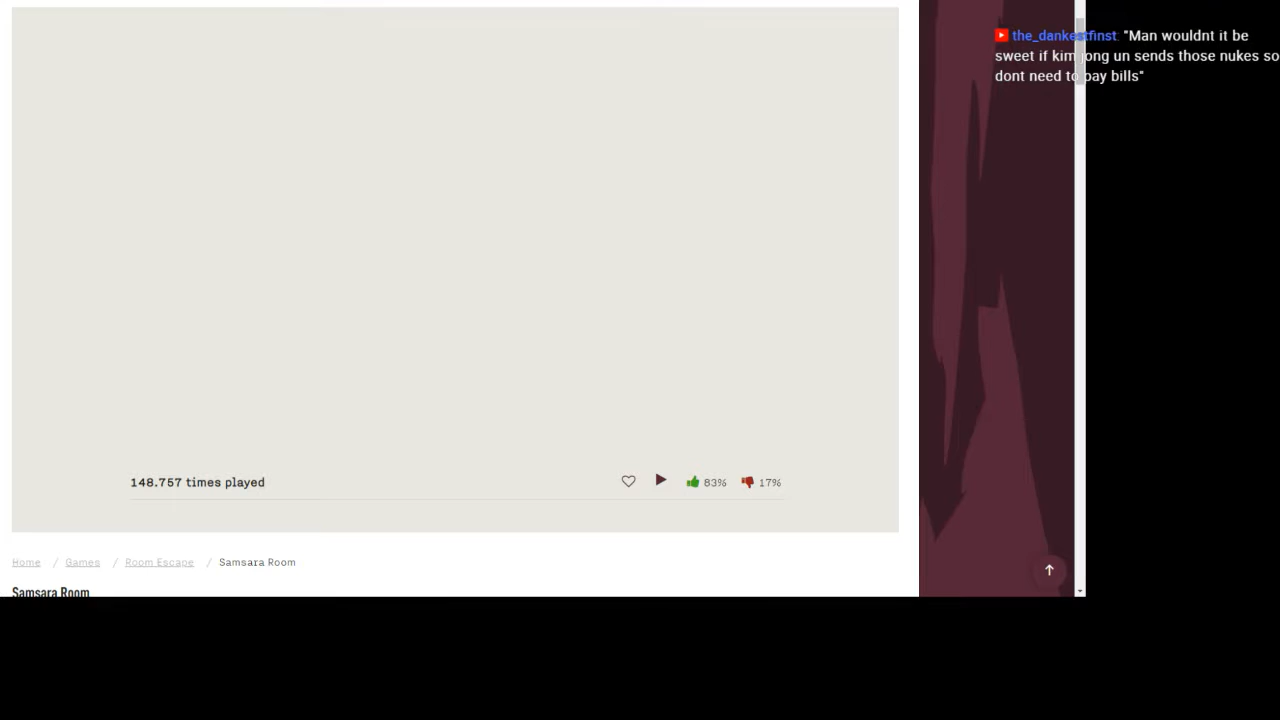 the_dankestfinst: "Man wouldnt it be
sweet if kim jong un sends those nukes so
dont need to pay bills"
148.757 times played
83%
17%
Home / Games / Room Escape / Samsara Room
Samsara Room